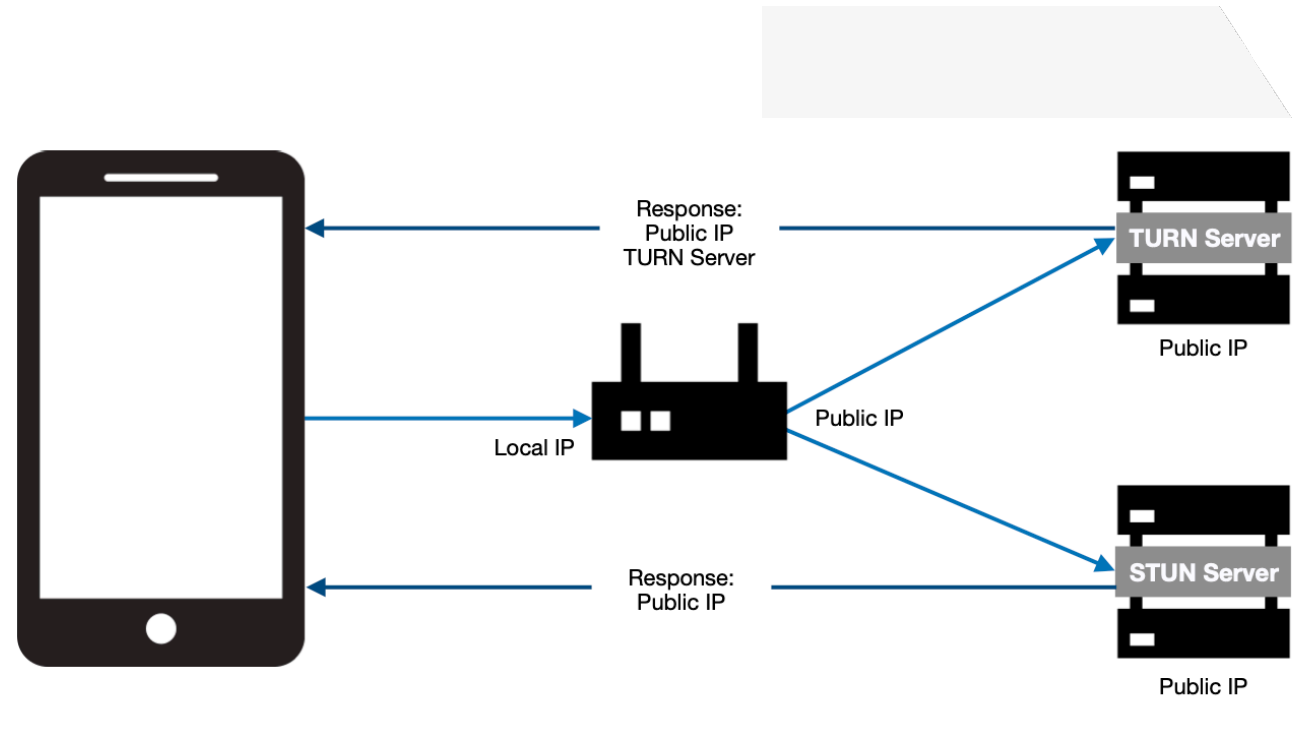 Response:
Public IP
TURN Server
TURN Server
Public IP
Public IP
Local IP
Response:
Public IP
STUN Server
Public IP